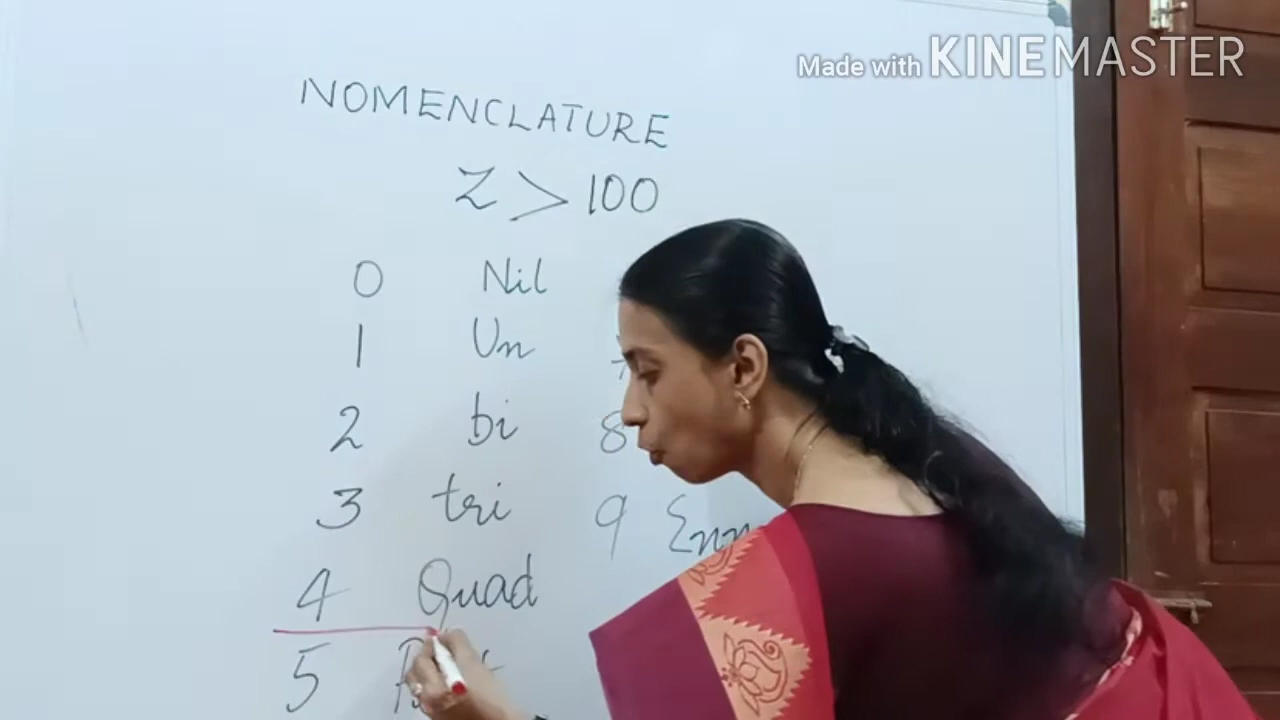 Made with KINEMASTER
NOMENCLATURE
Z > 100
0 Nil
1 Un
2 bi 8
3 tri 9
4 Quad
5